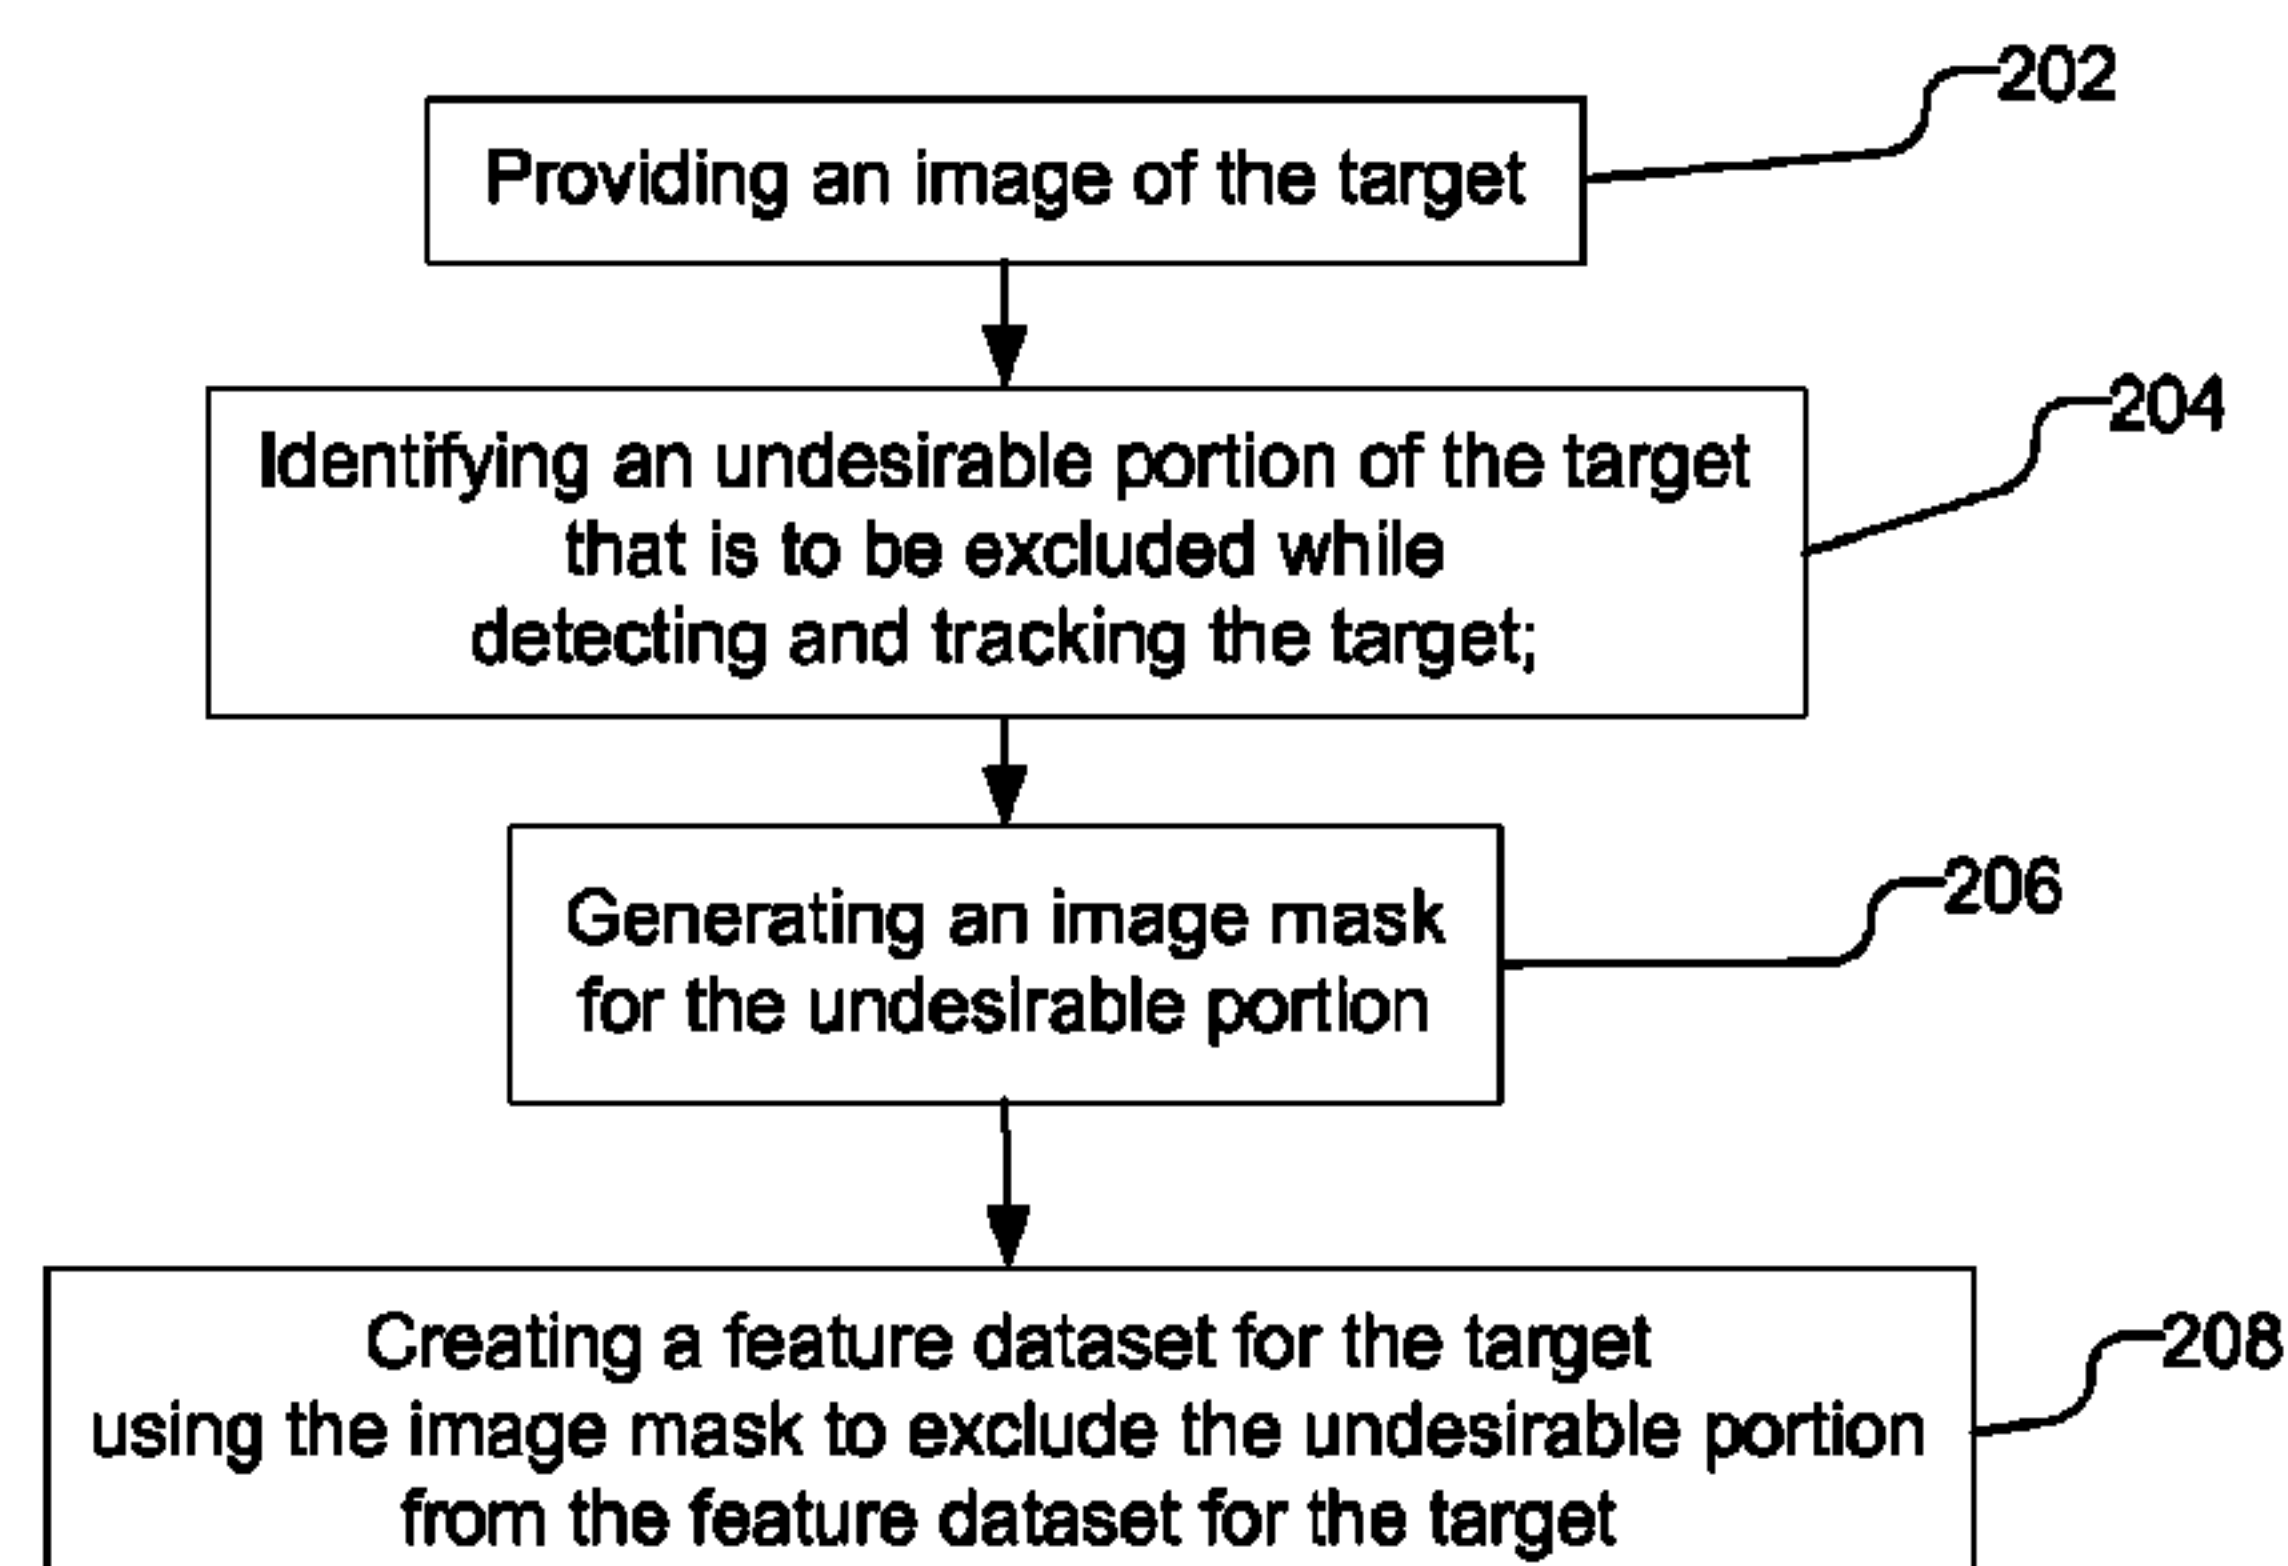 202
Providing an image of the target
204
Identifying an undesirable portion of the target
that is to be excluded while
detecting and tracking the target;
206
Generating an image mask
for the undesirable portion
208
Creating a feature dataset for the target
using the image mask to exclude the undesirable portion
from the feature dataset for the target